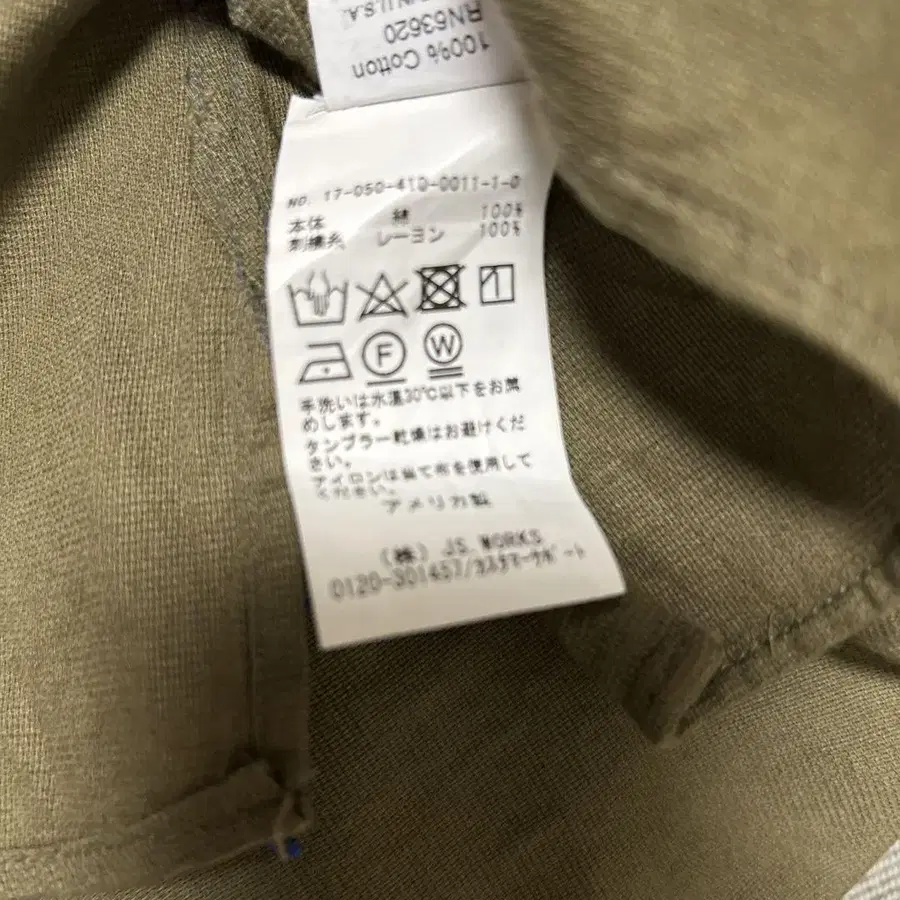 100% Cotton
RN63620
IN U.S.A.
NO. 17-050-410-0011-1-0
本体 綿 100%
刺繍糸 レーヨン 100%
F W
手洗いは水温30℃以下をお薦
めします。
タンブラー乾燥はお避けくだ
さい。
アイロンは当て布を使用して
ください。
アメリカ製
(株) JS.WORKS
0120-301457/カスタマーサポート